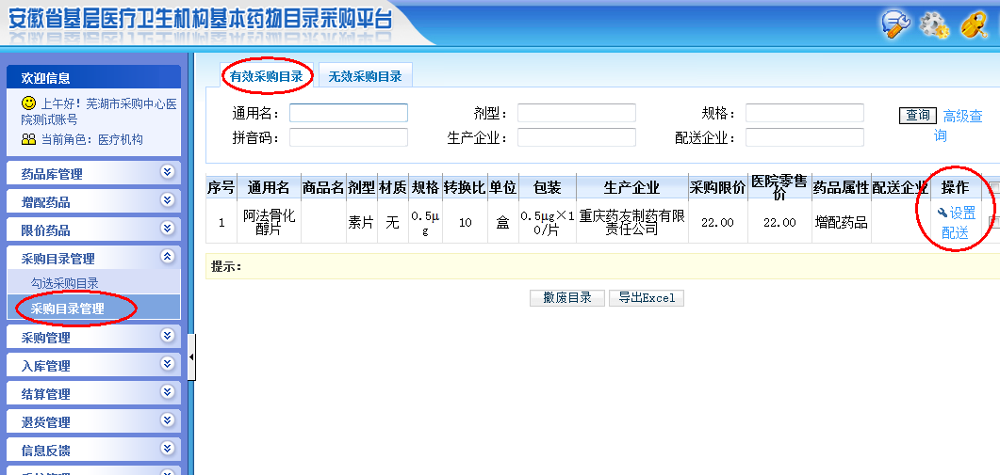 安徽省基层医疗卫生机构基本药物目录采购平台
欢迎信息
上午好! 芜湖市采购中心医
院测试账号
当前角色: 医疗机构
药品库管理
增配药品
限价药品
采购目录管理
勾选采购目录
采购目录管理
采购管理
入库管理
结算管理
退货管理
信息反馈
有效采购目录 无效采购目录
通用名: 剂型: 规格: 查询 高级查
询
拼音码: 生产企业: 配送企业:
序号 通用名 商品名 剂型 材质 规格 转换比 单位 包装 生产企业 采购限价 医院零售
价 药品属性 配送企业 操作
1 阿法骨化
醇片 素片 无 0.5μ
g 10 盒 0.5μg×1
0/片 重庆药友制药有限
责任公司 22.00 22.00 增配药品 设置
配送
提示:
撤废目录 导出Excel